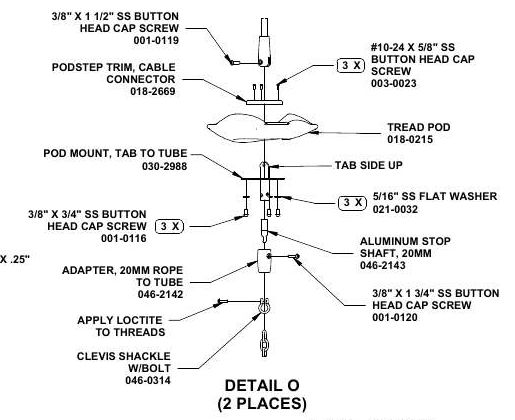 3/8" X 1 1/2" SS BUTTON
HEAD CAP SCREW
001-0119
#10-24 X 5/8" SS
BUTTON HEAD CAP
SCREW
003-0023
3 X
PODSTEP TRIM, CABLE
CONNECTOR
018-2669
TREAD POD
018-0215
POD MOUNT, TAB TO TUBE
030-2988
TAB SIDE UP
3 X
5/16" SS FLAT WASHER
021-0032
3/8" X 3/4" SS BUTTON
HEAD CAP SCREW
001-0116
3 X
X .25"
ALUMINUM STOP
SHAFT, 20MM
046-2143
ADAPTER, 20MM ROPE
TO TUBE
046-2142
3/8" X 1 3/4" SS BUTTON
HEAD CAP SCREW
001-0120
APPLY LOCTITE
TO THREADS
CLEVIS SHACKLE
W/BOLT
046-0314
DETAIL O
(2 PLACES)